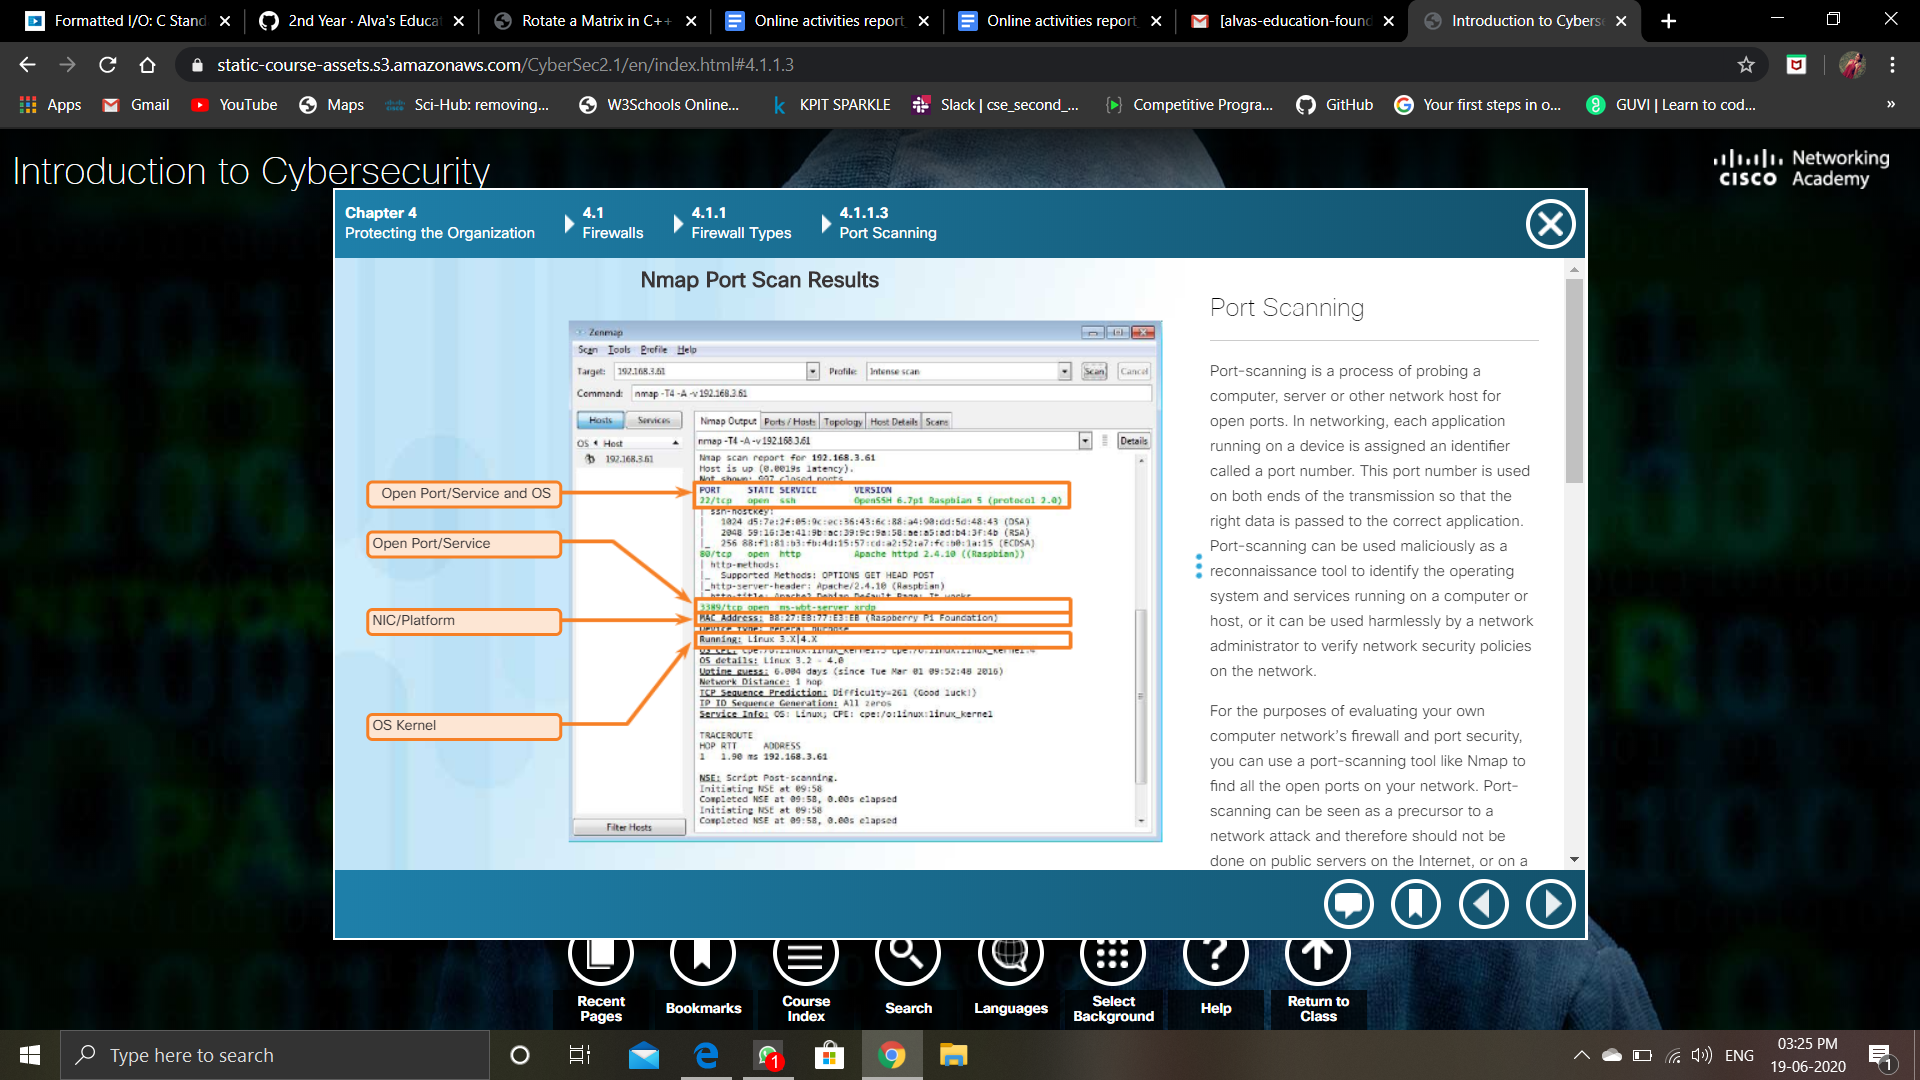 Formatted I/O: C Stand
2nd Year · Alva's Educat
Rotate a Matrix in C++
Online activities report
Online activities report
[alvas-education-found
Introduction to Cyberse
static-course-assets.s3.amazonaws.com/CyberSec2.1/en/index.html#4.1.1.3
Apps
Gmail
YouTube
Maps
Sci-Hub: removing...
W3Schools Online...
KPIT SPARKLE
Slack | cse_second_...
Competitive Progra...
GitHub
Your first steps in o...
GUVI | Learn to cod...
»
Introduction to Cybersecurity
Networking
CISCO Academy
Chapter 4
Protecting the Organization
4.1
Firewalls
4.1.1
Firewall Types
4.1.1.3
Port Scanning
Nmap Port Scan Results
Zenmap
Scan Tools Profile Help
Target: 192.168.3.61 Profile: Intense scan Scan Cancel
Command: nmap -T4 -A -v 192.168.3.61
Hosts Services
Nmap Output Ports / Hosts Topology Host Details Scans
OS Host
nmap -T4 -A -v 192.168.3.61 Details
192.168.3.61
Nmap scan report for 192.168.3.61
Host is up (0.0019s latency).
Not shown: 997 closed ports
PORT STATE SERVICE VERSION
22/tcp open ssh OpenSSH 6.7p1 Raspbian 5 (protocol 2.0)
| ssh-hostkey:
| 1024 d5:7e:2f:05:9c:ec:36:43:6c:88:a4:90:dd:5d:48:43 (DSA)
| 2048 59:16:3e:4e:9b:ac:39:9c:9a:58:ae:a5:ad:b4:3f:4b (RSA)
|_ 256 88:f1:81:b3:fb:4d:15:57:cd:a2:52:a7:fc:b0:1a:15 (ECDSA)
80/tcp open http Apache httpd 2.4.10 ((Raspbian))
| http-methods:
|_ Supported Methods: OPTIONS GET HEAD POST
|_http-server-header: Apache/2.4.10 (Raspbian)
|_http-title: Apache2 Debian Default Page: It works
3389/tcp open ms-wbt-server xrdp
MAC Address: B8:27:EB:77:E3:EB (Raspberry Pi Foundation)
Device type: general purpose
Running: Linux 3.X|4.X
OS CPE: cpe:/o:linux:linux_kernel:3 cpe:/o:linux:linux_kernel:4
OS details: Linux 3.2 - 4.0
Uptime guess: 6.004 days (since Tue Mar 01 09:52:48 2016)
Network Distance: 1 hop
TCP Sequence Prediction: Difficulty=261 (Good luck!)
IP ID Sequence Generation: All zeros
Service Info: OS: Linux; CPE: cpe:/o:linux:linux_kernel
TRACEROUTE
HOP RTT ADDRESS
1 1.90 ms 192.168.3.61
NSE: Script Post-scanning.
Initiating NSE at 09:58
Completed NSE at 09:58, 0.00s elapsed
Initiating NSE at 09:58
Completed NSE at 09:58, 0.00s elapsed
Filter Hosts
Open Port/Service and OS
Open Port/Service
NIC/Platform
OS Kernel
Port Scanning
Port-scanning is a process of probing a
computer, server or other network host for
open ports. In networking, each application
running on a device is assigned an identifier
called a port number. This port number is used
on both ends of the transmission so that the
right data is passed to the correct application.
Port-scanning can be used maliciously as a
reconnaissance tool to identify the operating
system and services running on a computer or
host, or it can be used harmlessly by a network
administrator to verify network security policies
on the network.
For the purposes of evaluating your own
computer network's firewall and port security,
you can use a port-scanning tool like Nmap to
find all the open ports on your network. Port-
scanning can be seen as a precursor to a
network attack and therefore should not be
done on public servers on the Internet, or on a
Recent
Pages
Bookmarks
Course
Index
Search
Languages
Select
Background
Help
Return to
Class
Type here to search
1
ENG
03:25 PM
19-06-2020
1